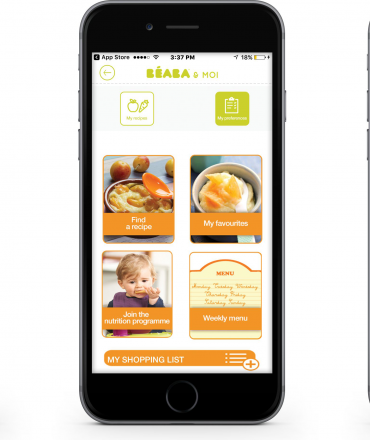 App Store 3:37 PM 18%
BÉABA & MOI
My recipes
My preferences
Find
a recipe
My favourites
MENU
Monday Tuesday Wednesday
Thursday Friday
Saturday Sunday
Join the
nutrition programme
Weekly menu
MY SHOPPING LIST